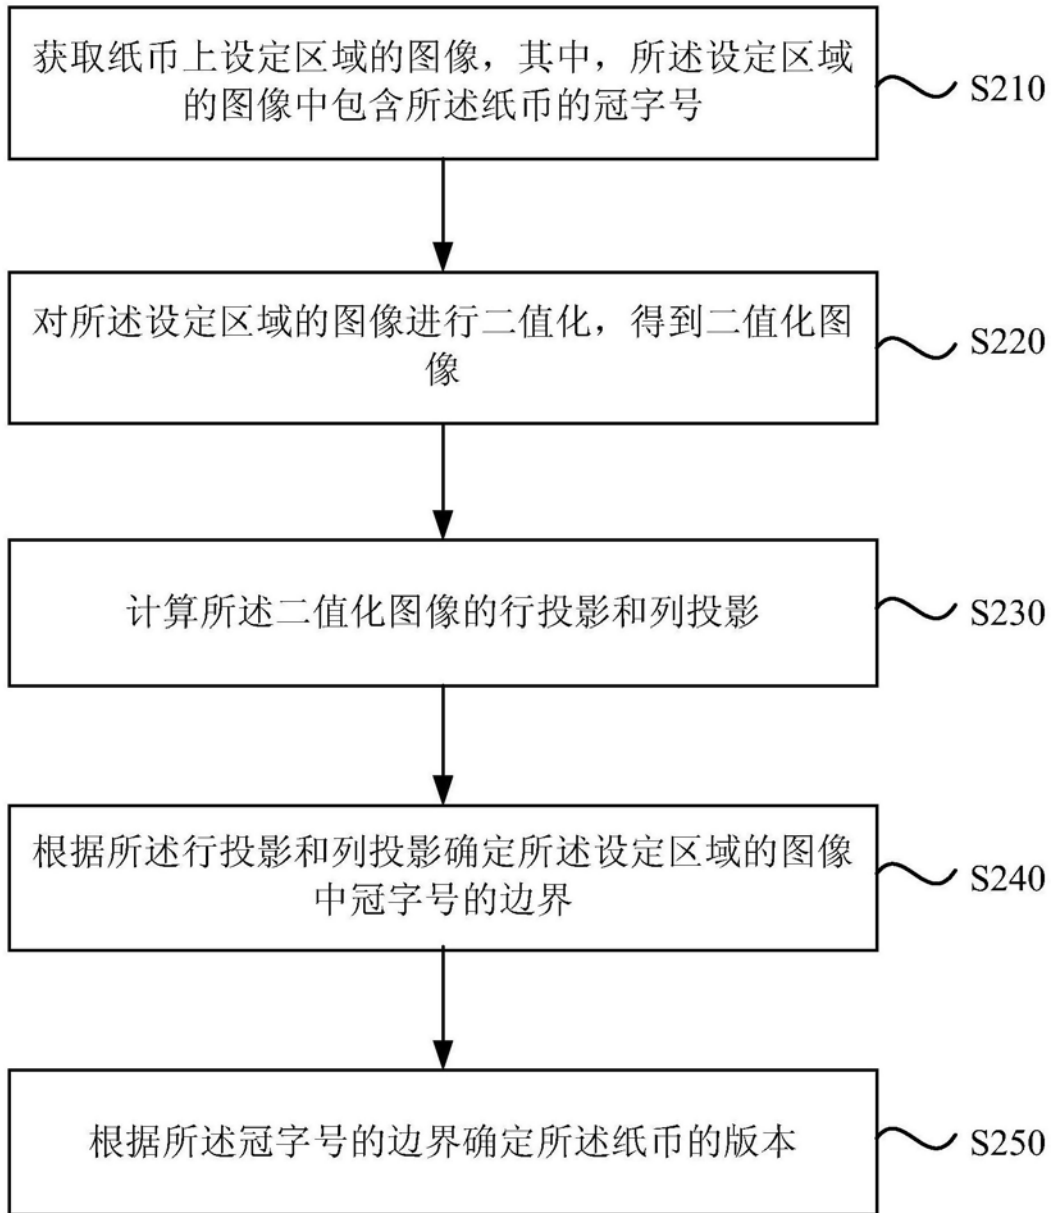 获取纸币上设定区域的图像，其中，所述设定区域
的图像中包含所述纸币的冠字号
S210
对所述设定区域的图像进行二值化，得到二值化图
像
S220
计算所述二值化图像的行投影和列投影
S230
根据所述行投影和列投影确定所述设定区域的图像
中冠字号的边界
S240
根据所述冠字号的边界确定所述纸币的版本
S250